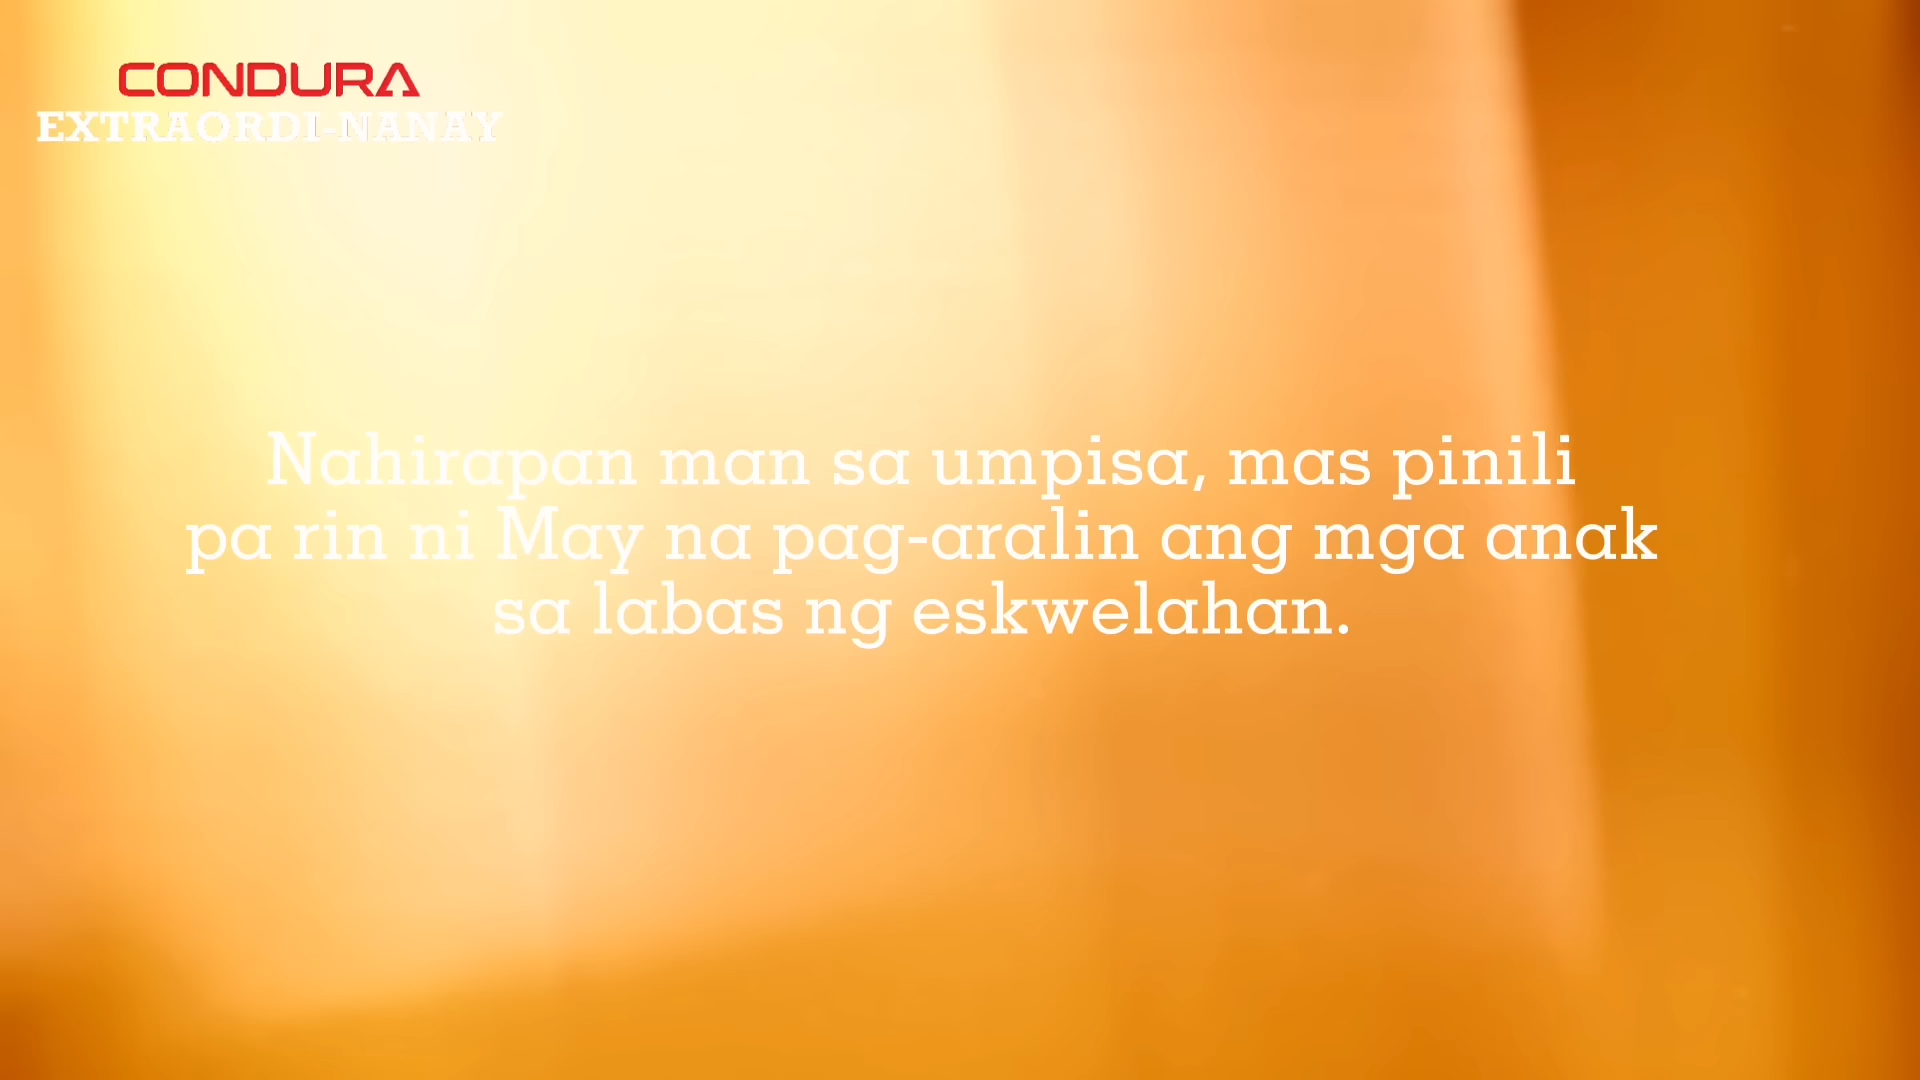 CONDURA
EXTRAORDI-NANAY
Nahirapan man sa umpisa, mas pinili
pa rin ni May na pag-aralin ang mga anak
sa labas ng eskwelahan.